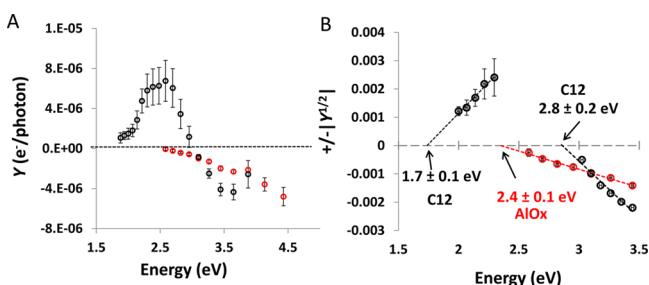 A
Y (e-/photon)
1.E-05
6.E-06
2.E-06
0.E+00
-4.E-06
-8.E-06
1.5
2.5
3.5
4.5
Energy (eV)
B
+/-|Y^1/2|
0.004
0.003
0.002
0.001
0
-0.001
-0.002
-0.003
1.5
2
2.5
3
3.5
Energy (eV)
C12
2.8 ± 0.2 eV
1.7 ± 0.1 eV
C12
2.4 ± 0.1 eV
AlOx